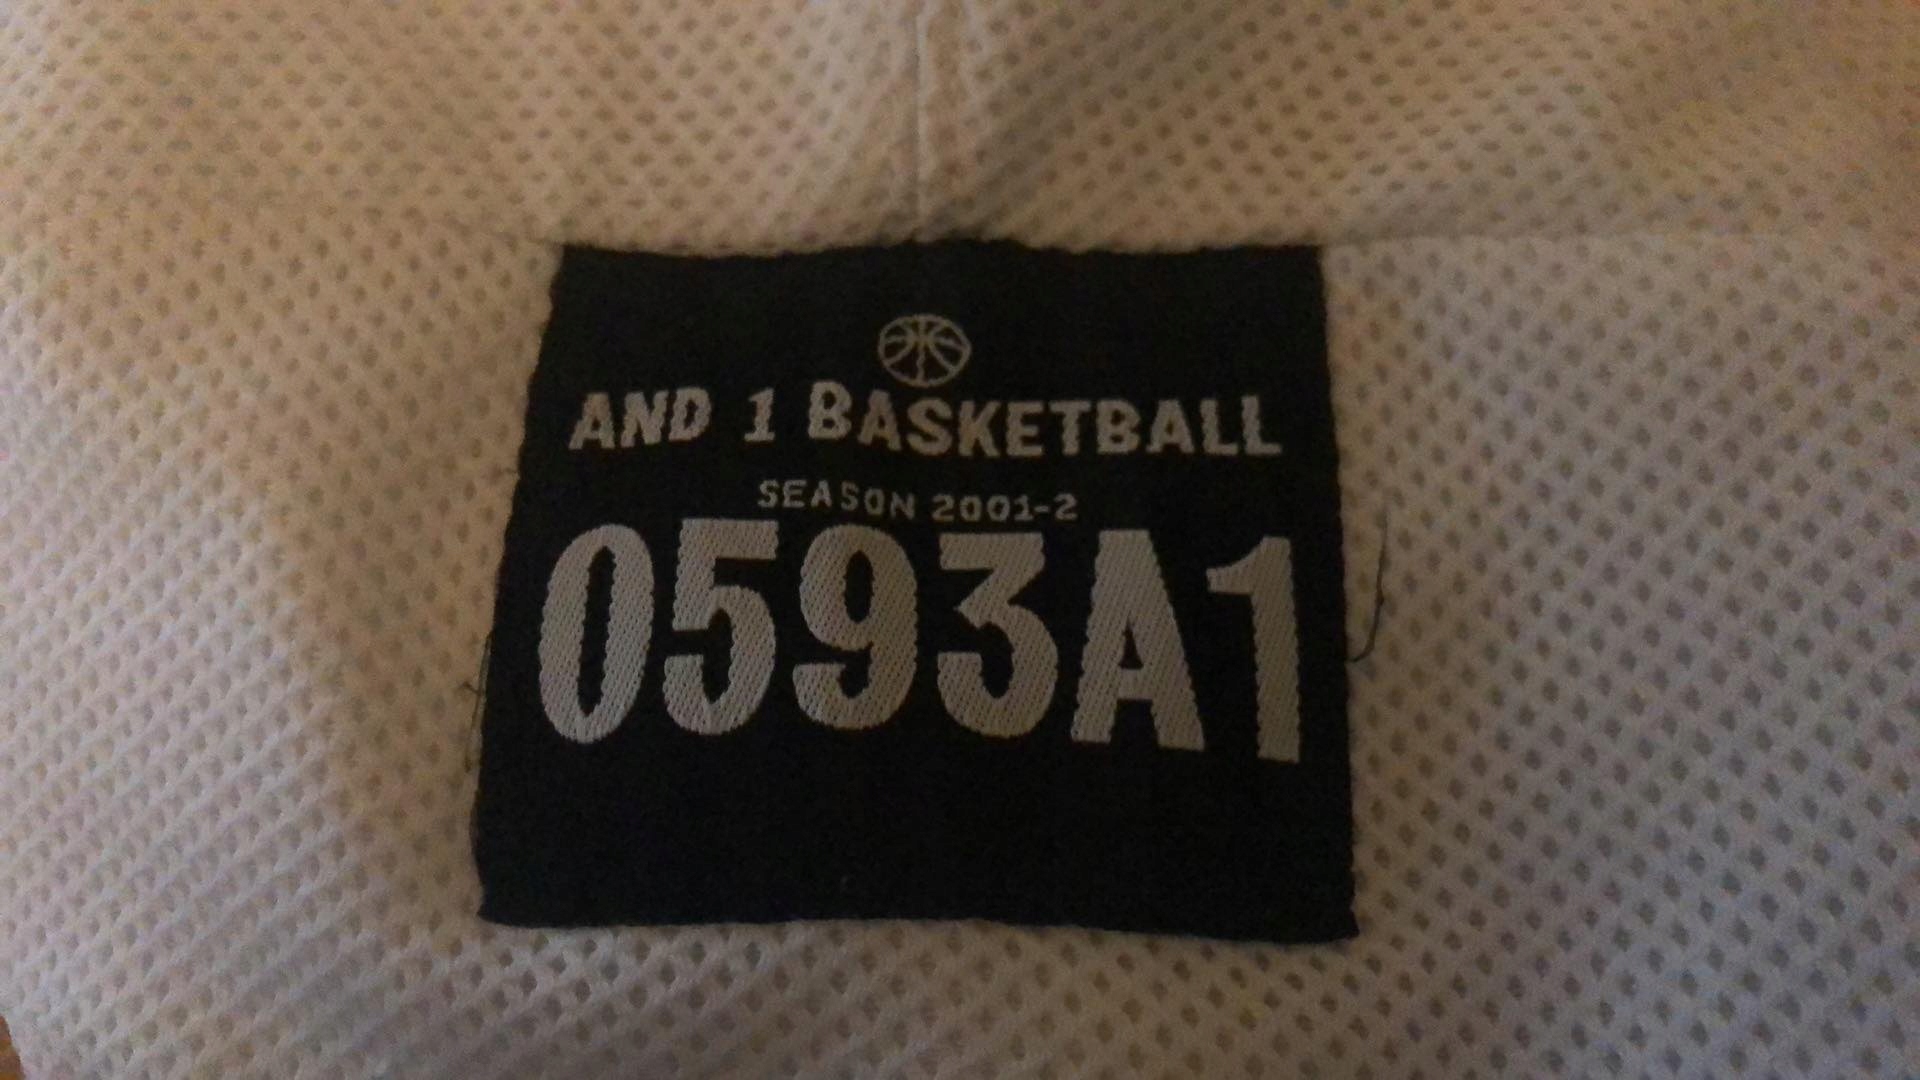 AND 1 BASKETBALL
SEASON 2001-2
0593A1